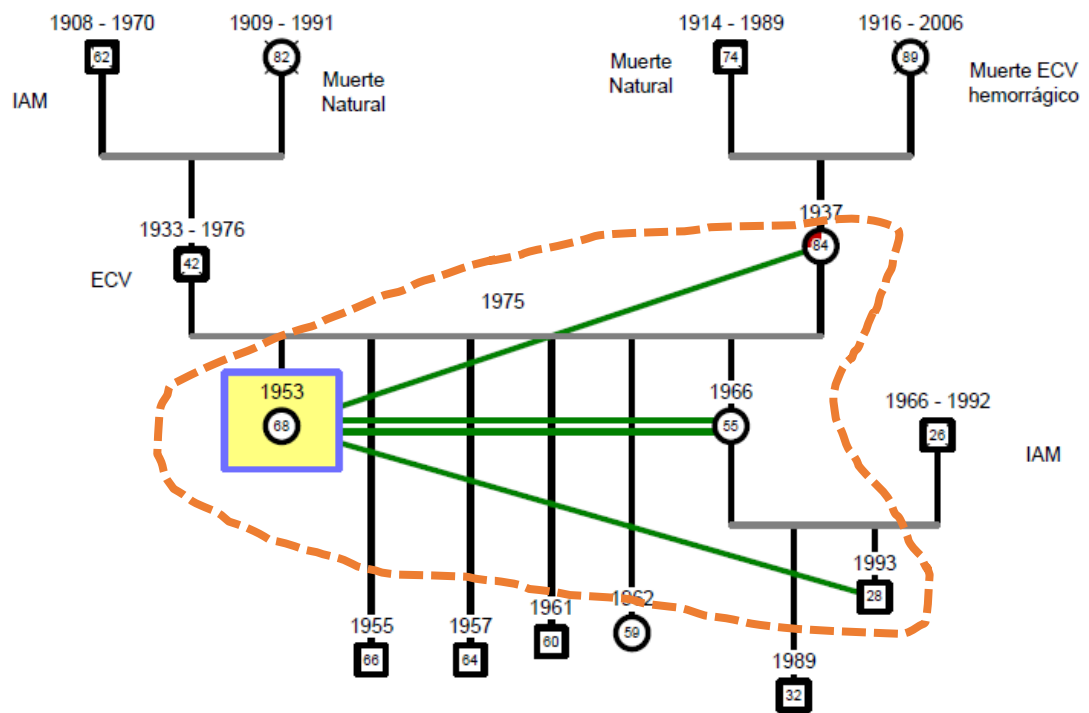 1908 - 1970
1909 - 1991
1914 - 1989
1916 - 2006
62
82
74
89
IAM
Muerte
Natural
Muerte
Natural
Muerte ECV
hemorrágico
1933 - 1976
42
ECV
1937
84
1975
1953
68
1966
55
1966 - 1992
26
IAM
1955
66
1957
64
1961
60
1962
59
1989
32
1993
28